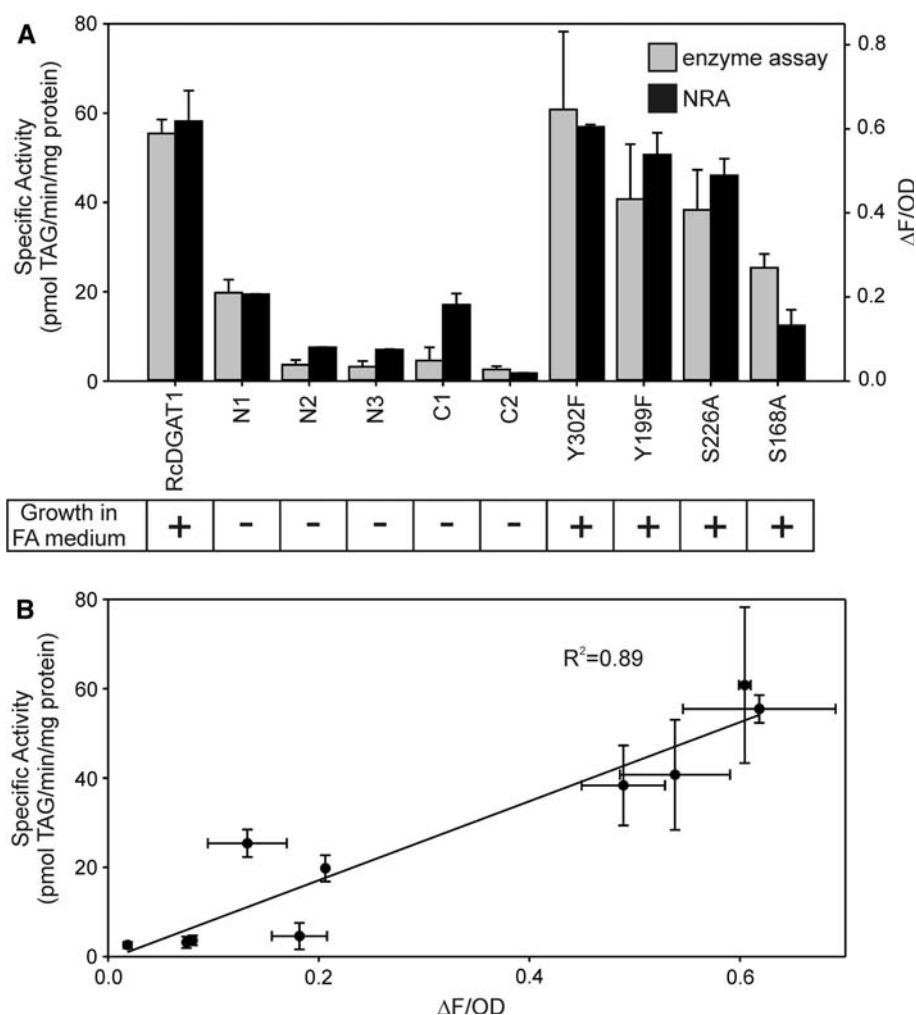 A
80
60
40
20
0
Specific Activity
(pmol TAG/min/mg protein)
enzyme assay
NRA
0.8
0.6
0.4
0.2
0.0
ΔF/OD
RcDGAT1
N1
N2
N3
C1
C2
Y302F
Y199F
S226A
S168A
Growth in
FA medium
+ - - - - - + + + +
B
80
60
40
20
0
Specific Activity
(pmol TAG/min/mg protein)
R²=0.89
0.0 0.2 0.4 0.6
ΔF/OD